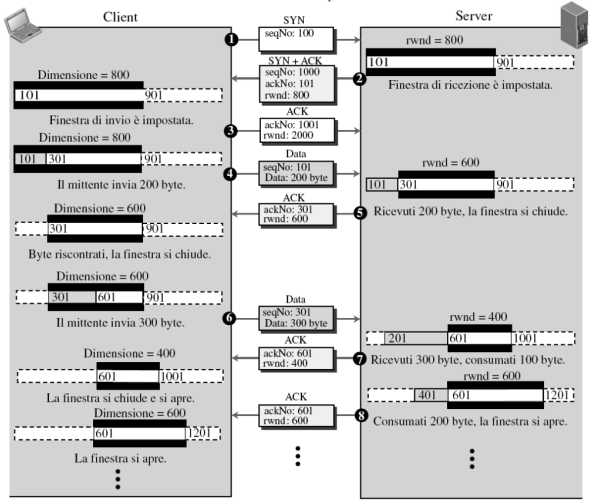 Client
Server
SYN
seqNo: 100
1
rwnd = 800
101
901
Finestra di ricezione è impostata.
SYN + ACK
seqNo: 1000
ackNo: 101
rwnd: 800
2
Dimensione = 800
101
901
Finestra di invio è impostata.
ACK
ackNo: 1001
rwnd: 2000
3
Dimensione = 800
101
301
901
Il mittente invia 200 byte.
Data
seqNo: 101
Data: 200 byte
4
rwnd = 600
101
301
901
Ricevuti 200 byte, la finestra si chiude.
ACK
ackNo: 301
rwnd: 600
5
Dimensione = 600
301
901
Byte riscontrati, la finestra si chiude.
Dimensione = 600
301
601
901
Il mittente invia 300 byte.
Data
seqNo: 301
Data: 300 byte
6
rwnd = 400
201
601
1001
Ricevuti 300 byte, consumati 100 byte.
ACK
ackNo: 601
rwnd: 400
7
Dimensione = 400
601
1001
La finestra si chiude e si apre.
rwnd = 600
401
601
1201
Consumati 200 byte, la finestra si apre.
ACK
ackNo: 601
rwnd: 600
8
Dimensione = 600
601
1201
La finestra si apre.